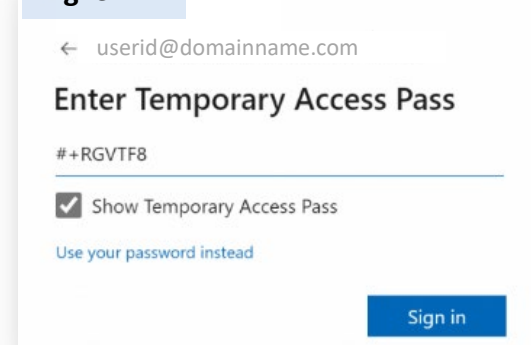 ← userid@domainname.com
Enter Temporary Access Pass
#+RGVTF8
Show Temporary Access Pass
Use your password instead
Sign in